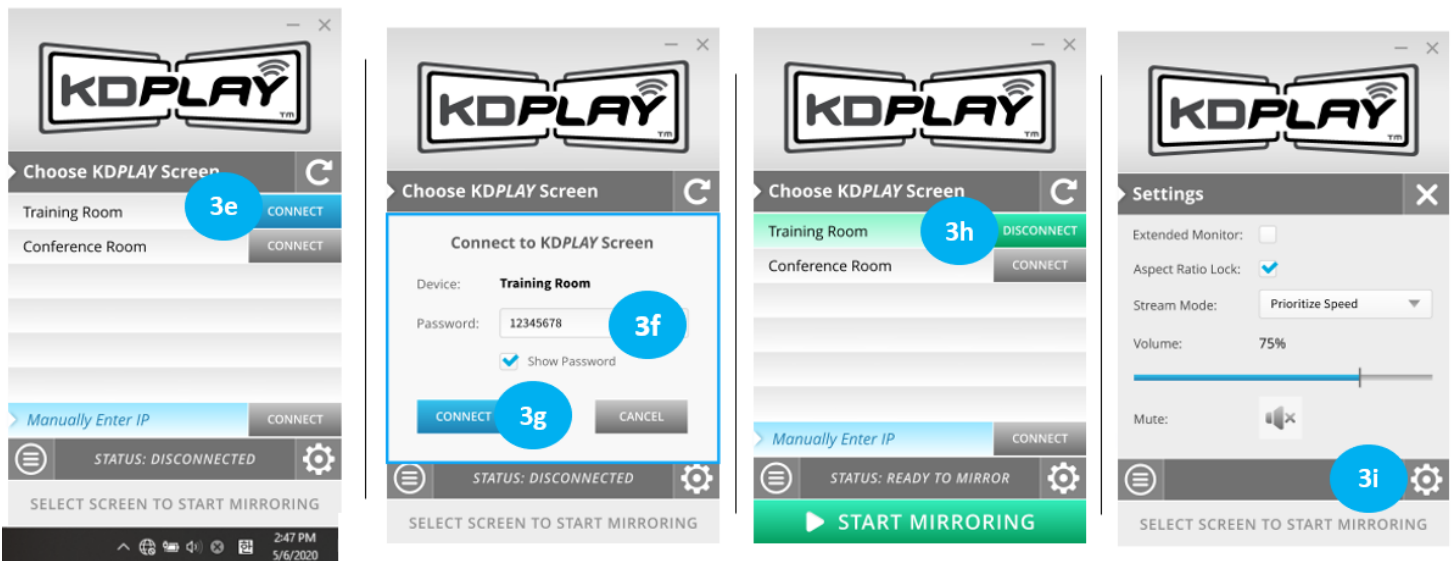 KDPLAY
TM
Choose KDPLAY Screen
3e
Training Room
CONNECT
Conference Room
CONNECT
Manually Enter IP
CONNECT
STATUS: DISCONNECTED
SELECT SCREEN TO START MIRRORING
2:47 PM
5/6/2020
KDPLAY
TM
Choose KDPLAY Screen
Connect to KDPLAY Screen
Device: Training Room
Password: 12345678
3f
Show Password
CONNECT
3g
CANCEL
STATUS: DISCONNECTED
SELECT SCREEN TO START MIRRORING
KDPLAY
TM
Choose KDPLAY Screen
Training Room
3h
DISCONNECT
Conference Room
CONNECT
Manually Enter IP
CONNECT
STATUS: READY TO MIRROR
START MIRRORING
KDPLAY
TM
Settings
Extended Monitor:
Aspect Ratio Lock:
Stream Mode: Prioritize Speed
Volume: 75%
Mute:
3i
SELECT SCREEN TO START MIRRORING